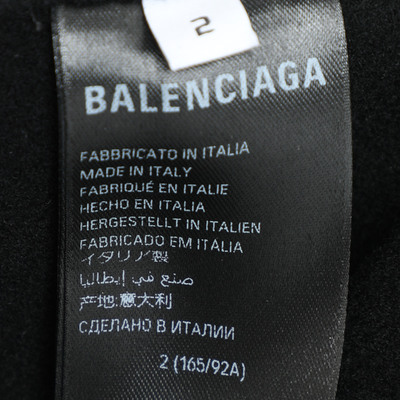 2
BALENCIAGA
FABBRICATO IN ITALIA
MADE IN ITALY
FABRIQUÉ EN ITALIE
HECHO EN ITALIA
HERGESTELLT IN ITALIEN
FABRICADO EM ITÁLIA
イタリア製
صنع في إيطاليا
产地:意大利
СДЕЛАНО В ИТАЛИИ
2 (165/92A)